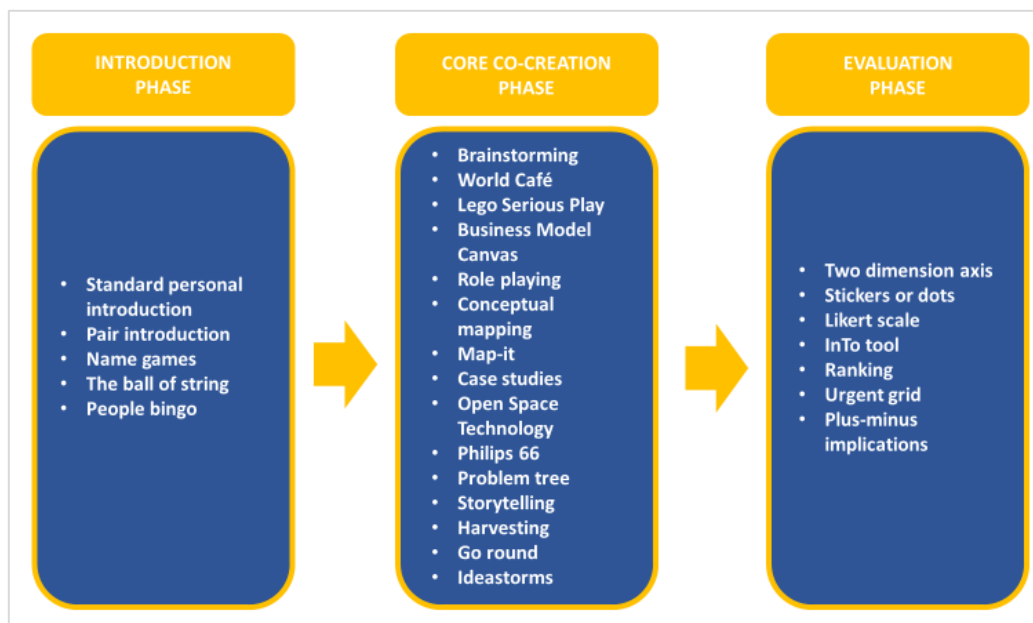 INTRODUCTION
PHASE
• Standard personal
introduction
• Pair introduction
• Name games
• The ball of string
• People bingo
CORE CO-CREATION
PHASE
• Brainstorming
• World Café
• Lego Serious Play
• Business Model
Canvas
• Role playing
• Conceptual
mapping
• Map-it
• Case studies
• Open Space
Technology
• Philips 66
• Problem tree
• Storytelling
• Harvesting
• Go round
• Ideastorms
EVALUATION
PHASE
• Two dimension axis
• Stickers or dots
• Likert scale
• InTo tool
• Ranking
• Urgent grid
• Plus-minus
implications